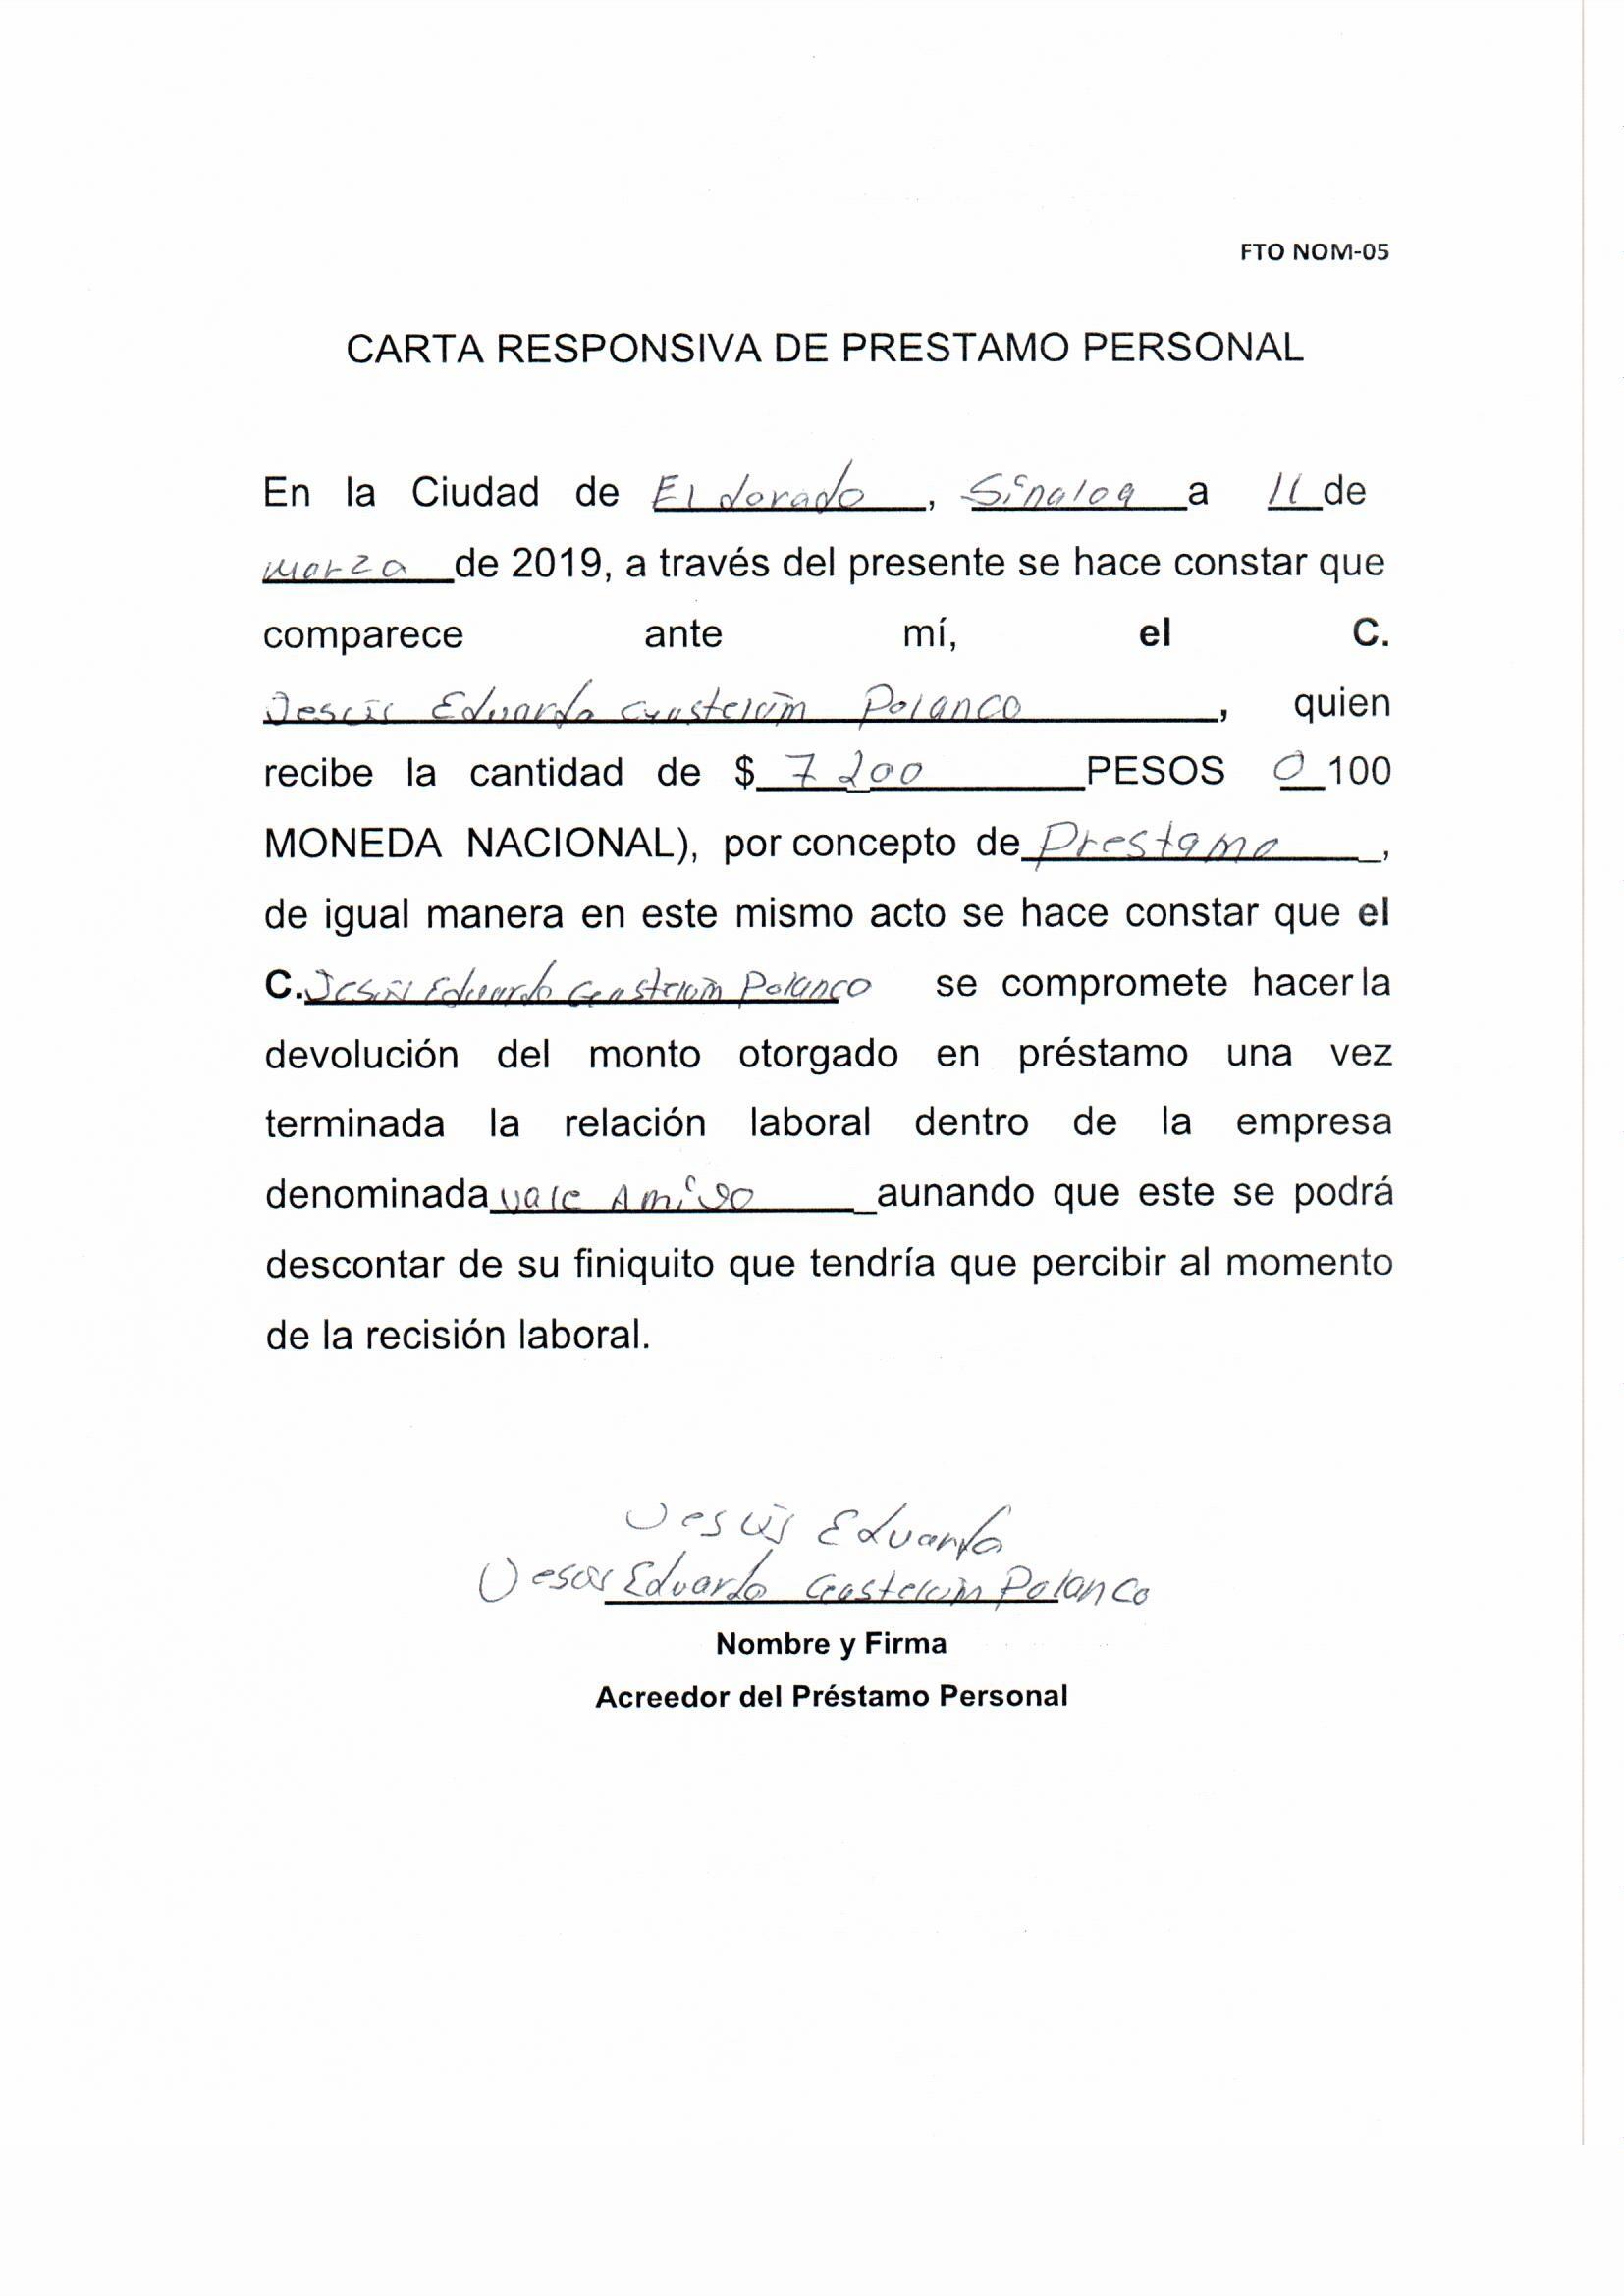 FTO NOM-05
CARTA RESPONSIVA DE PRESTAMO PERSONAL
En la Ciudad de El dorado, Sinaloa a 11 de
marzo de 2019, a través del presente se hace constar que
comparece ante mí, el C.
Jesús Eduardo Gastelúm Polanco, quien
recibe la cantidad de $ 7200 PESOS 0 100
MONEDA NACIONAL), por concepto de Prestamo,
de igual manera en este mismo acto se hace constar que el
C. Jesús Eduardo Gastelúm Polanco se compromete hacer la
devolución del monto otorgado en préstamo una vez
terminada la relación laboral dentro de la empresa
denominada vale Amigo aunando que este se podrá
descontar de su finiquito que tendría que percibir al momento
de la recisión laboral.
Jesús Eduardo
Jesús Eduardo Gastelúm Polanco
Nombre y Firma
Acreedor del Préstamo Personal